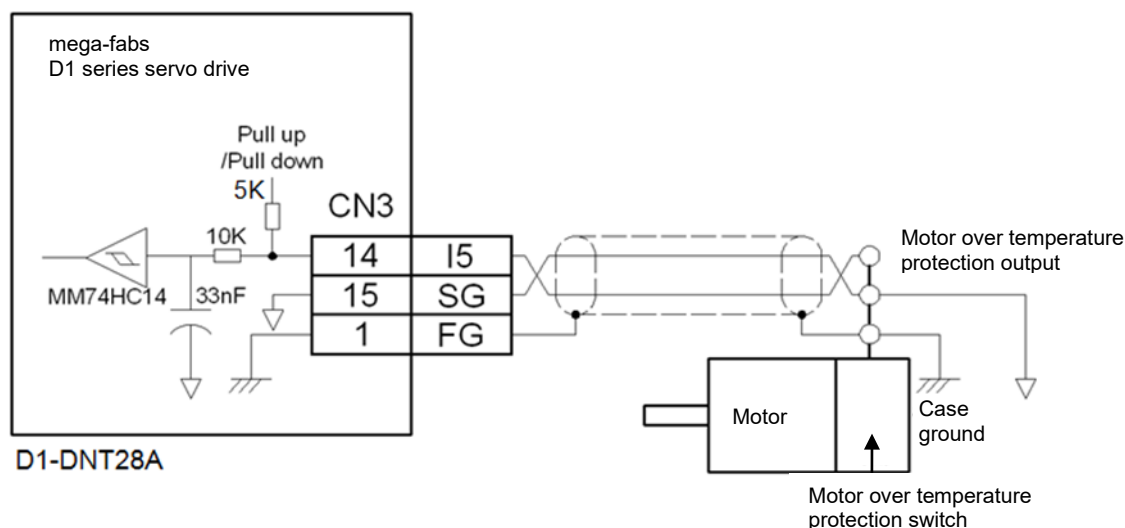 mega-fabs
D1 series servo drive
Pull up
/Pull down
5K
CN3
10K
14 I5
Motor over temperature
protection output
MM74HC14
33nF
15 SG
1 FG
Motor
Case
ground
D1-DNT28A
Motor over temperature
protection switch